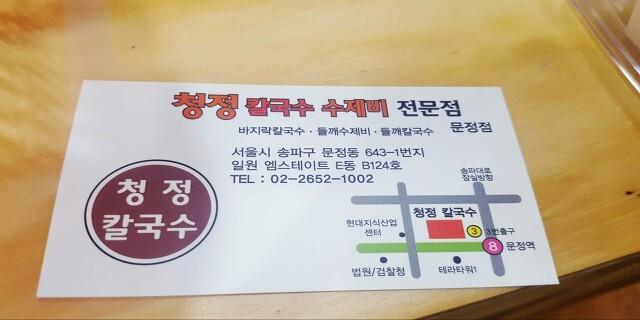 청정 칼국수 수제비 전문점
바지락칼국수 · 들깨수제비 · 들깨칼국수 문정점
서울시 송파구 문정동 643-1번지
일원 엠스테이트 E동 B124호
TEL : 02-2652-1002
청정
칼국수
송파대로
잠실방향
청정 칼국수
현대지식산업
센터
3 3번출구
8 문정역
법원/검찰청
테라타워1